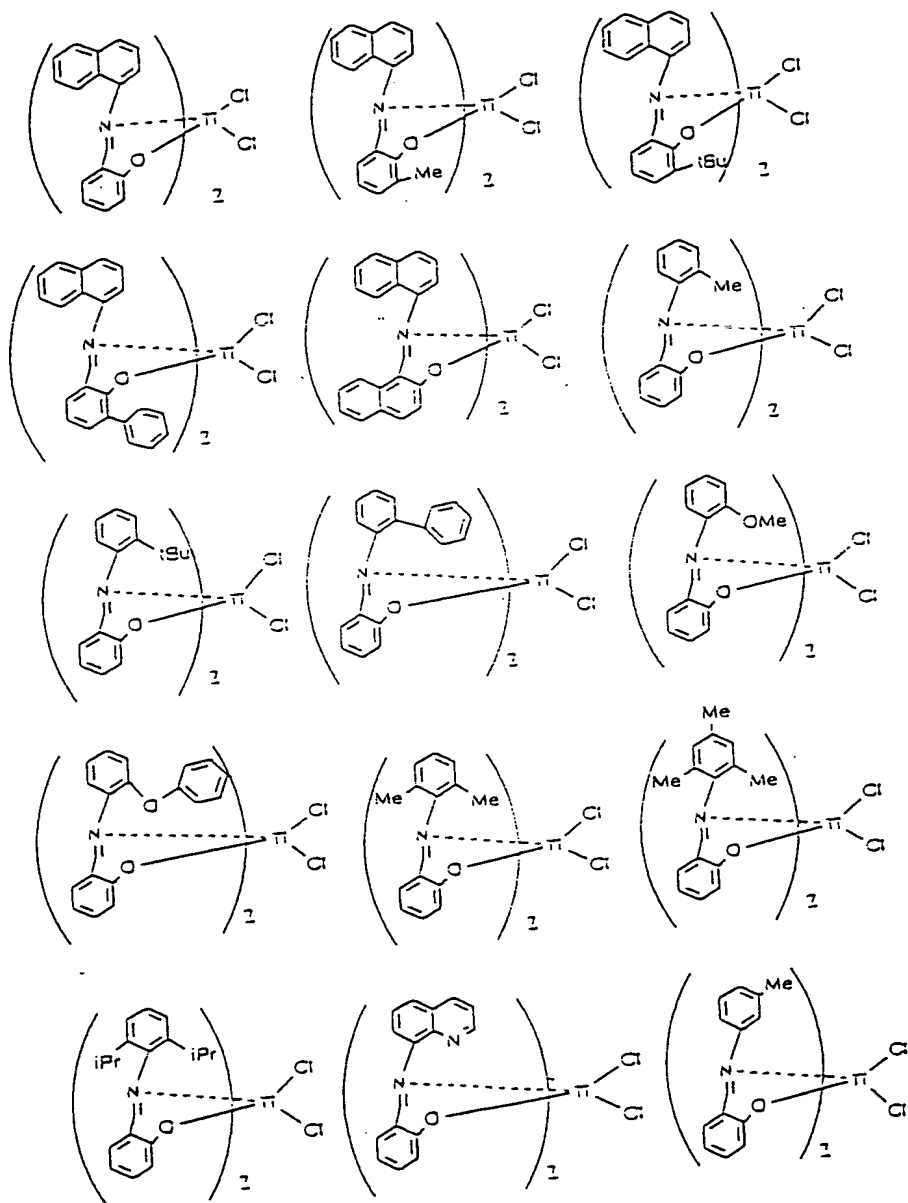 N O Ti Cl Cl 2
N O Me Ti Cl Cl 2
N O tBu Ti Cl Cl 2
N O Ti Cl Cl 2
N O Ti Cl Cl 2
Me N O Ti Cl Cl 2
tBu N O Ti Cl Cl 2
N O Ti Cl Cl 2
OMe N O Ti Cl Cl 2
O N O Ti Cl Cl 2
Me Me N O Ti Cl Cl 2
Me Me Me N O Ti Cl Cl 2
iPr iPr N O Ti Cl Cl 2
N N O Ti Cl Cl 2
Me N O Ti Cl Cl 2